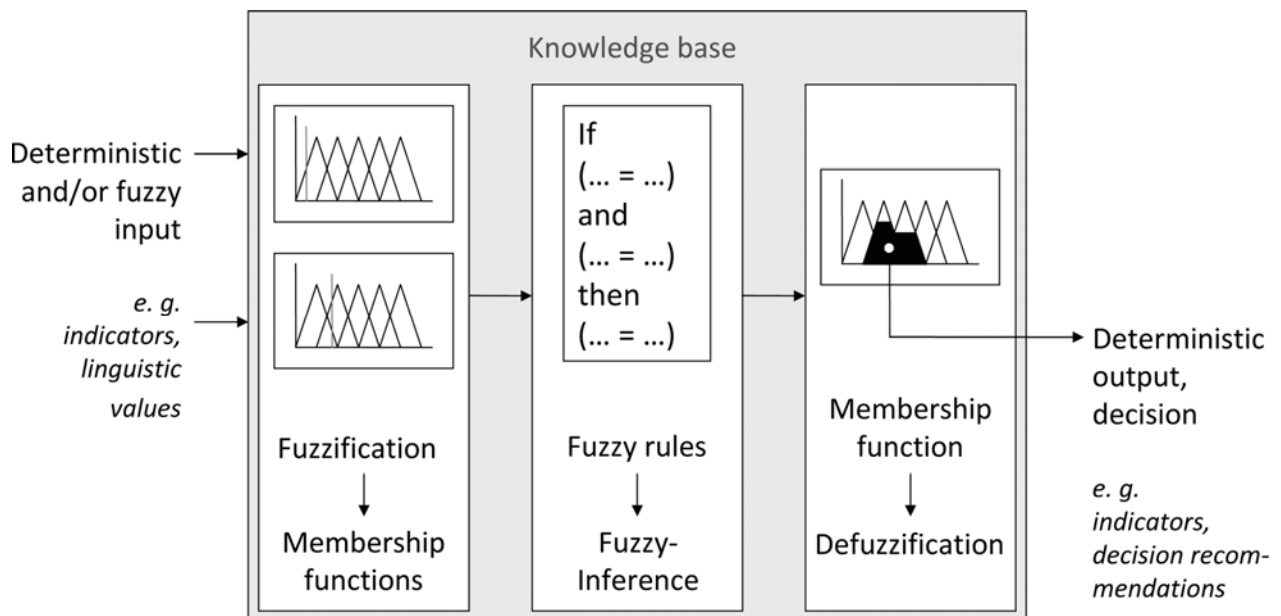 Knowledge base
Deterministic
and/or fuzzy
input
e. g.
indicators,
linguistic
values
Fuzzification
Membership
functions
If
(... = ...)
and
(... = ...)
then
(... = ...)
Fuzzy rules
Fuzzy-
Inference
Membership
function
Defuzzification
Deterministic
output,
decision
e. g.
indicators,
decision recom-
mendations